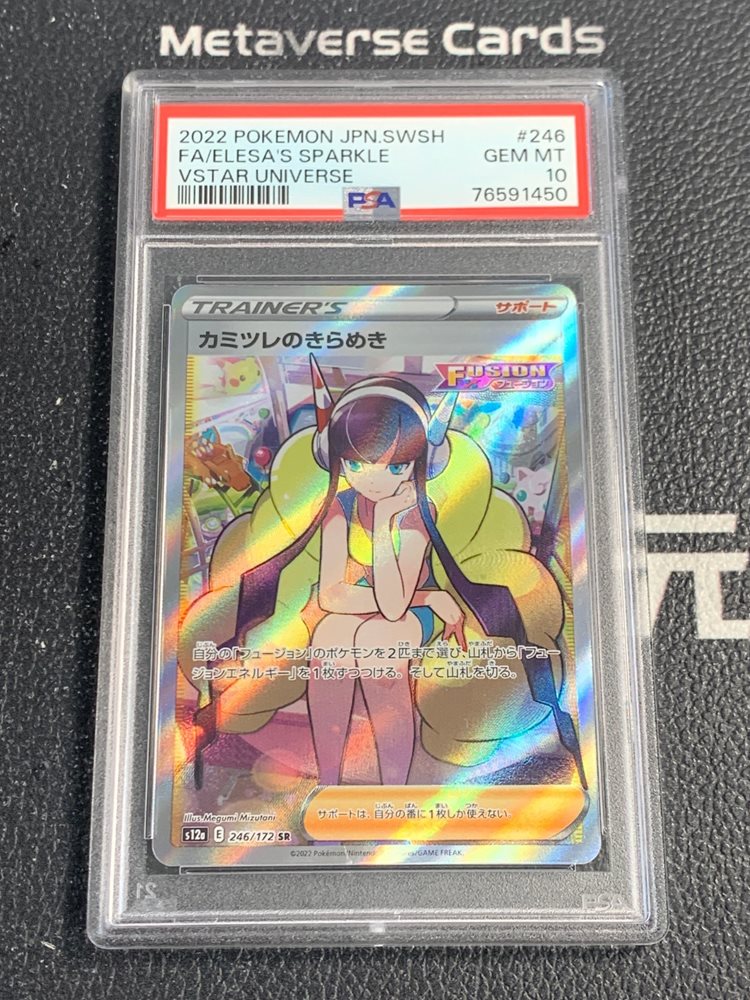 Metaverse Cards
2022 POKEMON JPN.SWSH #246
FA/ELESA'S SPARKLE GEM MT
VSTAR UNIVERSE 10
PSA 76591450
TRAINER'S サポート
カミツレのきらめき
FUSION
フュージョン
元
自分の「フュージョン」のポケモンを2匹まで選び、山札から「フュー
ジョンエネルギー」を1枚ずつつける。そして山札を切る。
Illus. Megumi Mizutani
サポートは、自分の番に1枚しか使えない。
s12a E 246/172 SR
©2022 Pokémon/Nintendo /GAME FREAK.